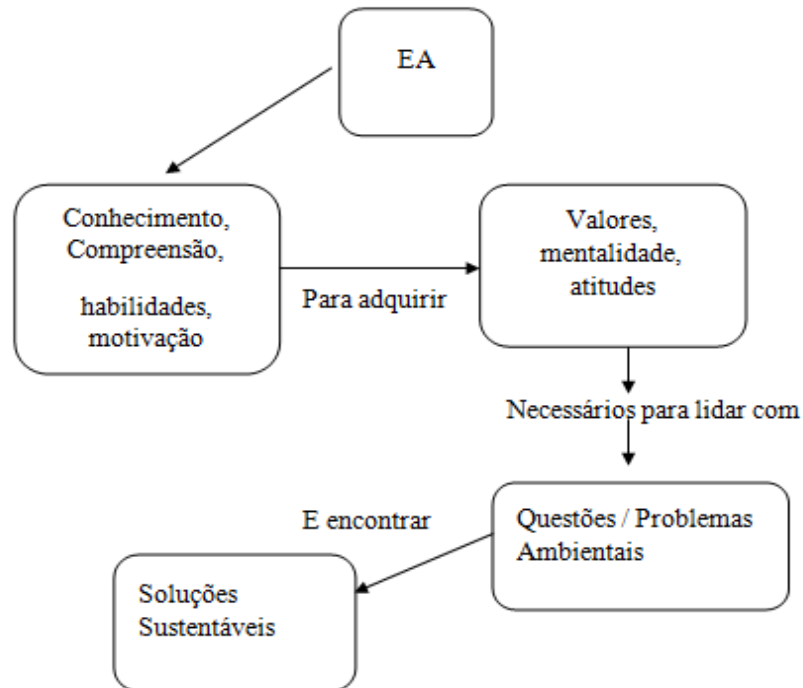 EA
Conhecimento,
Compreensão,
habilidades,
motivação
Para adquirir
Valores,
mentalidade,
atitudes
Necessários para lidar com
Questões / Problemas
Ambientais
E encontrar
Soluções
Sustentáveis